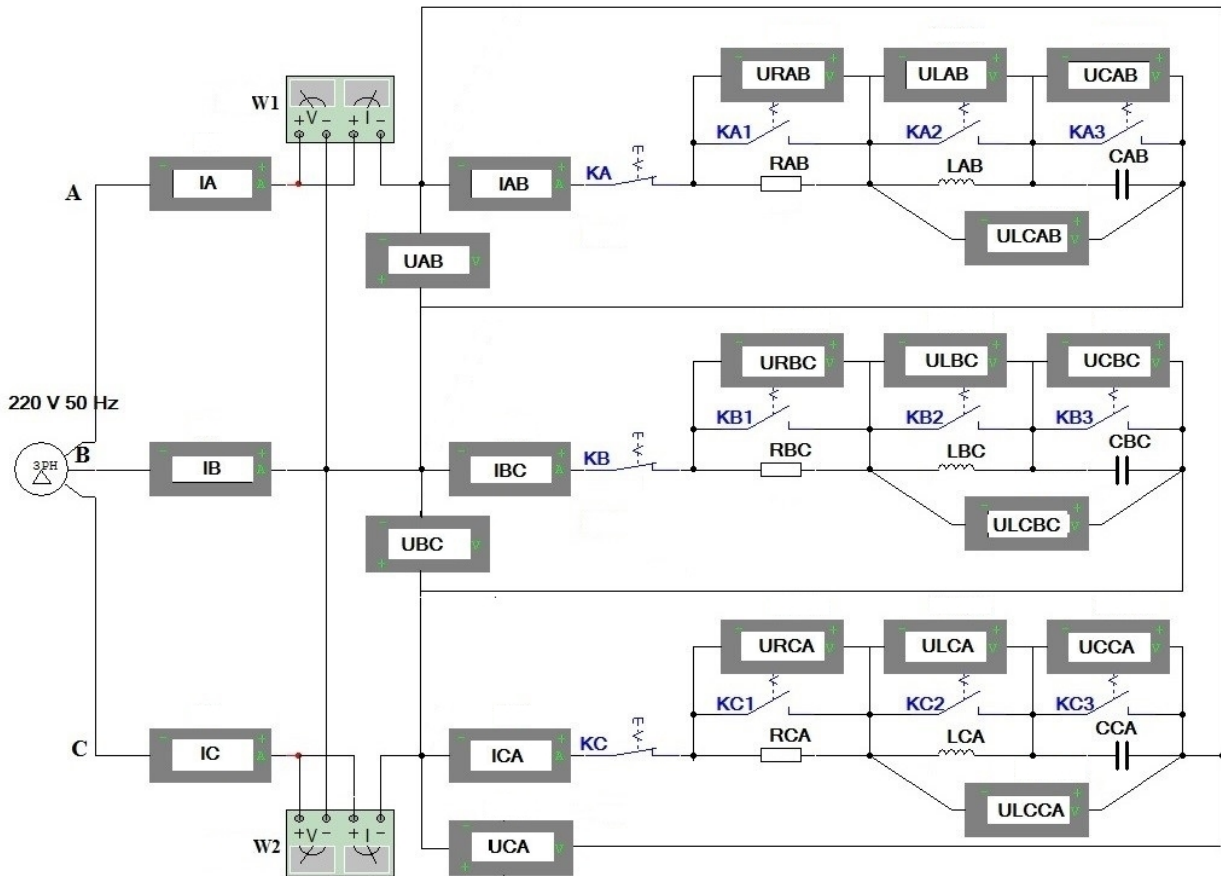 URAB ULAB UCAB
W1
+ V - + I -
KA1 KA2 KA3
A IA IAB KA RAB LAB CAB
UAB
ULCAB
URBC ULBC UCBC
220 V 50 Hz
KB1 KB2 KB3
3PH B IB IBC KB RBC LBC CBC
UBC
ULCBC
URCA ULCA UCCA
KC1 KC2 KC3
C IC ICA KC RCA LCA CCA
ULCCA
+ V - + I -
W2
UCA